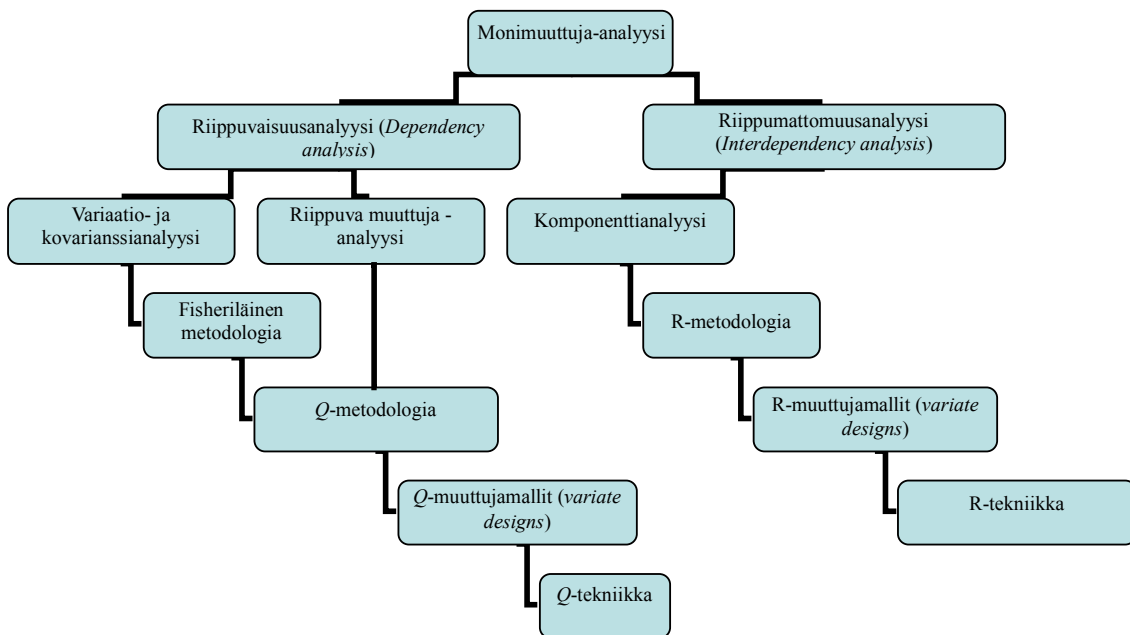 Monimuuttuja-analyysi
Riippuvaisuusanalyysi (Dependency
analysis)
Riippumattomuusanalyysi
(Interdependency analysis)
Variaatio- ja
kovarianssianalyysi
Riippuva muuttuja -
analyysi
Komponenttianalyysi
Fisheriläinen
metodologia
R-metodologia
Q-metodologia
R-muuttujamallit (variate
designs)
Q-muuttujamallit (variate
designs)
R-tekniikka
Q-tekniikka